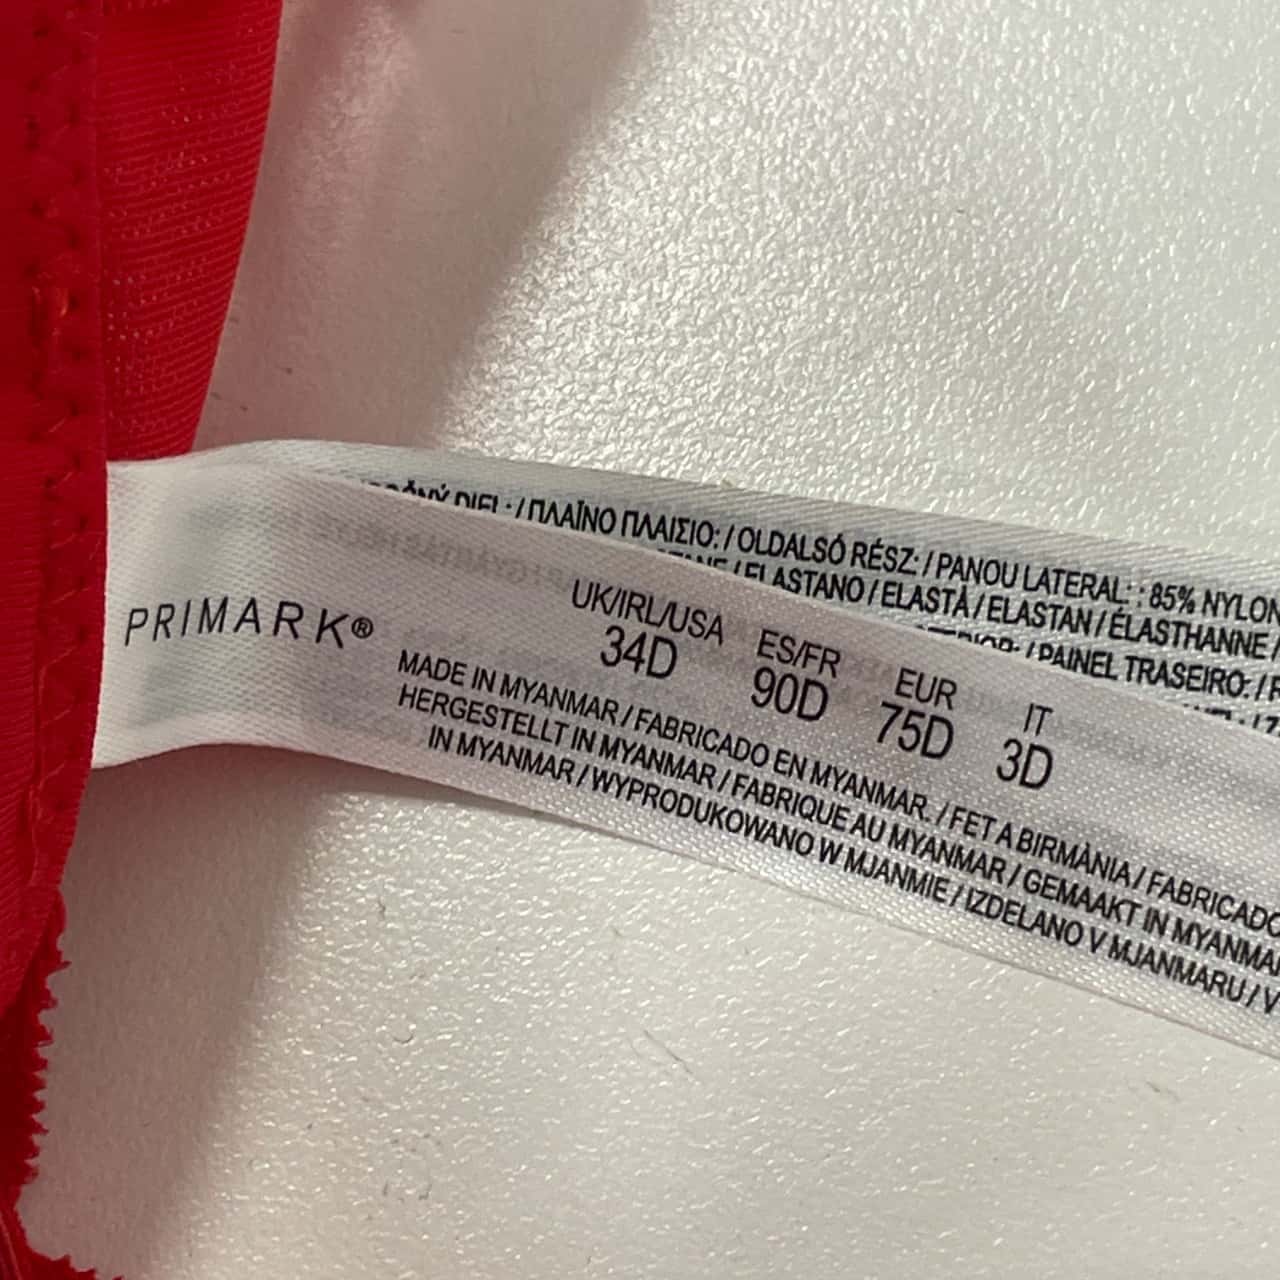 DIEL: / ΠΛΑΪΝΟ ΠΛΑΙΣΙΟ: / OLDALSÓ RÉSZ: / PANOU LATERAL: : 85% NYLON
/ ELASTANO / ELASTĀ / ELASTAN / ÉLASTHANNE /
/ PAINEL TRASEIRO: /
PRIMARK®
UK/IRL/USA ES/FR EUR IT
34D 90D 75D 3D
MADE IN MYANMAR / FABRICADO EN MYANMAR. / FET A BIRMÀNIA / FABRICADO
HERGESTELLT IN MYANMAR / FABRIQUE AU MYANMAR / GEMAAKT IN MYANMAR
IN MYANMAR / WYPRODUKOWANO W MJANMIE / IZDELANO V MJANMARU / V